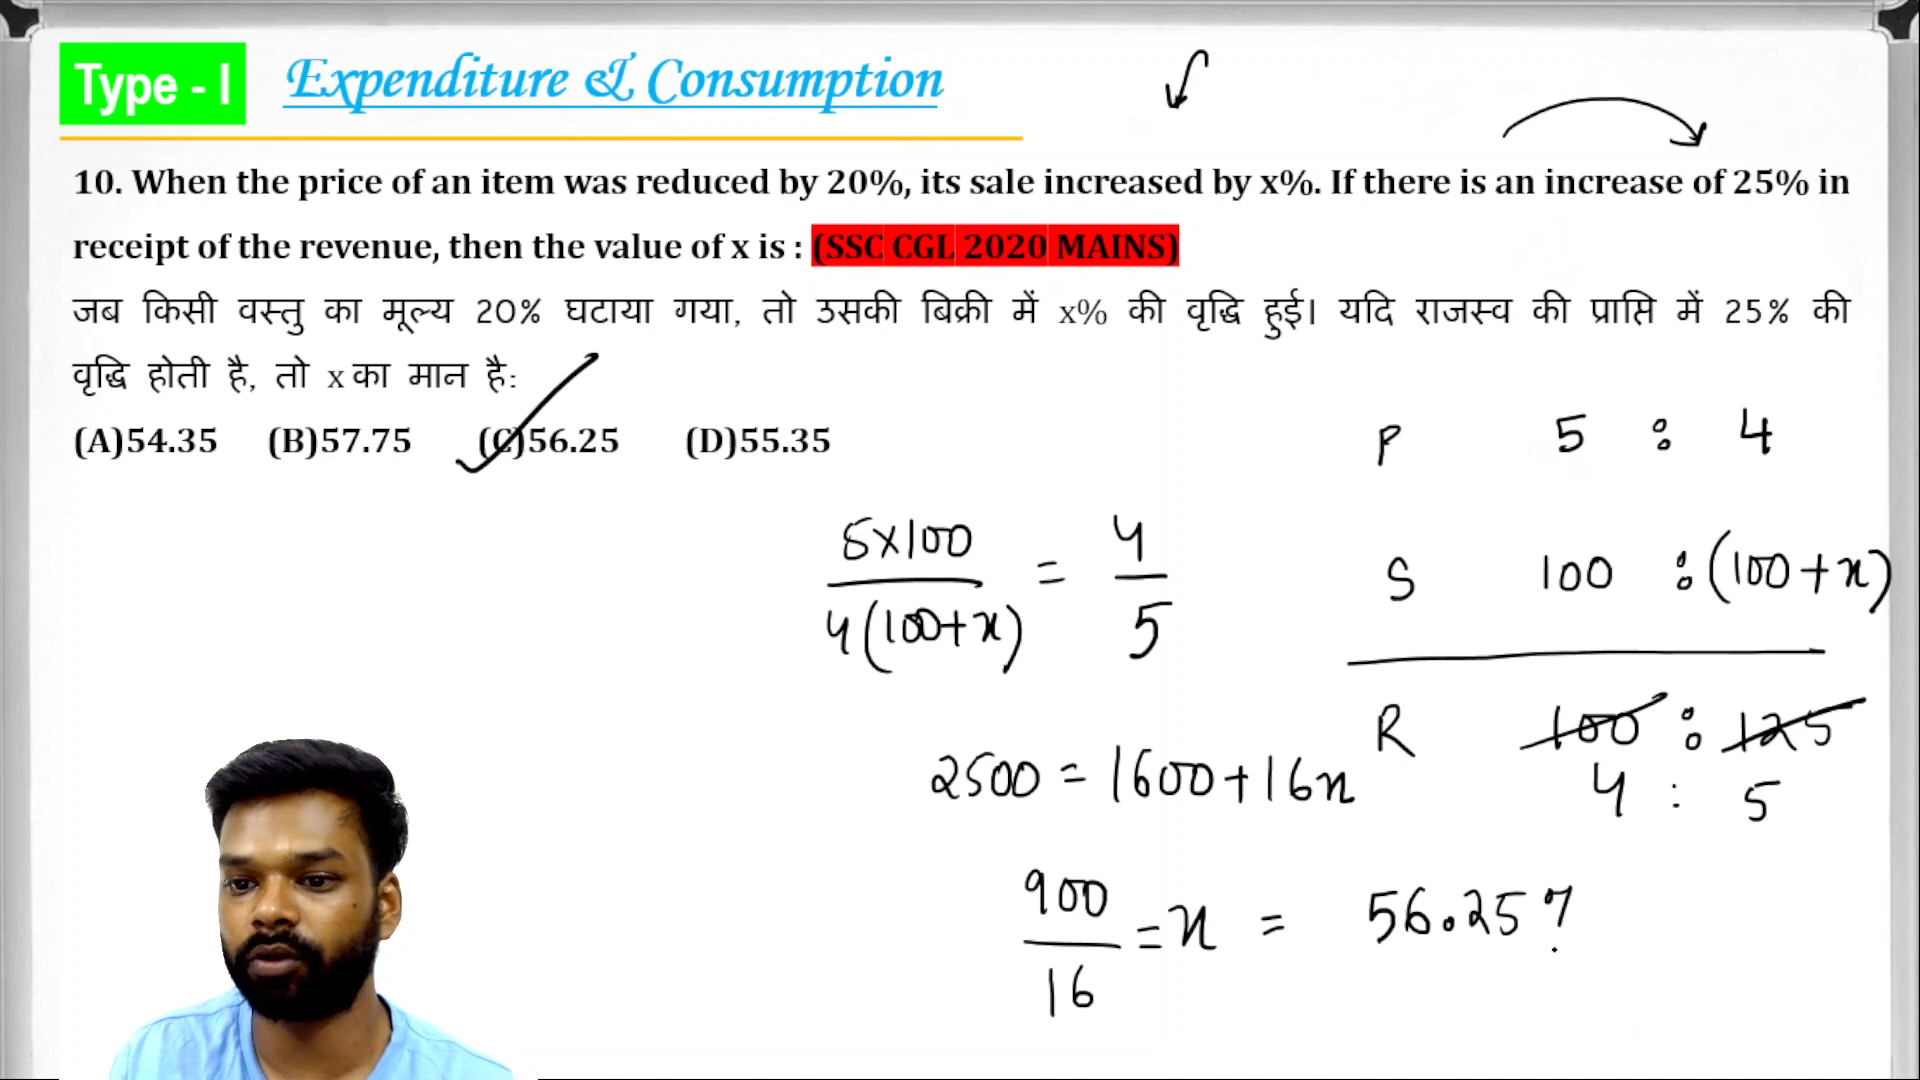 Type - I
Expenditure & Consumption
10. When the price of an item was reduced by 20%, its sale increased by x%. If there is an increase of 25% in
receipt of the revenue, then the value of x is : (SSC CGL 2020 MAINS)
जब किसी वस्तु का मूल्य 20% घटाया गया, तो उसकी बिक्री में x% की वृद्धि हुई। यदि राजस्व की प्राप्ति में 25% की
वृद्धि होती है, तो x का मान है:
(A)54.35 (B)57.75 (C)56.25 (D)55.35
P 5 : 4
S 100 : (100+x)
R 100 : 125
4 : 5
5×100
4(100+x)
=
4
5
2500 = 1600+16x
900
16
= x = 56.25 ?